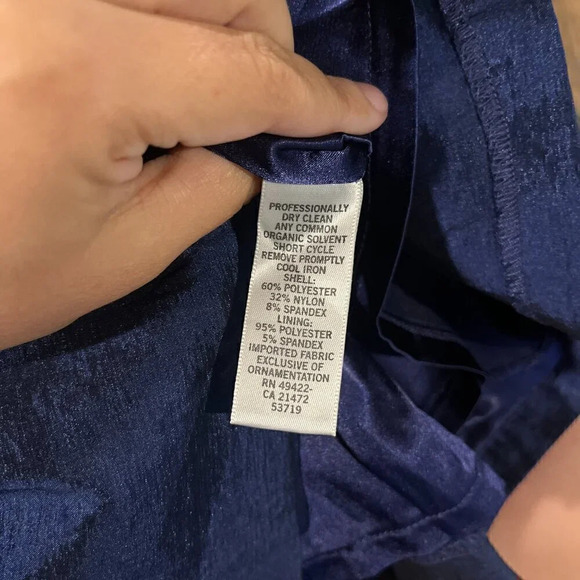 PROFESSIONALLY
DRY CLEAN
ANY COMMON
ORGANIC SOLVENT
SHORT CYCLE
REMOVE PROMPTLY
COOL IRON
SHELL:
60% POLYESTER
32% NYLON
8% SPANDEX
LINING:
95% POLYESTER
5% SPANDEX
IMPORTED FABRIC
EXCLUSIVE OF
ORNAMENTATION
RN 49422-
CA 21472
53719